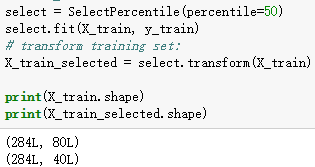 select = SelectPercentile(percentile=50)
select.fit(X_train, y_train)
# transform training set:
X_train_selected = select.transform(X_train)
print(X_train.shape)
print(X_train_selected.shape)
(284L, 80L)
(284L, 40L)